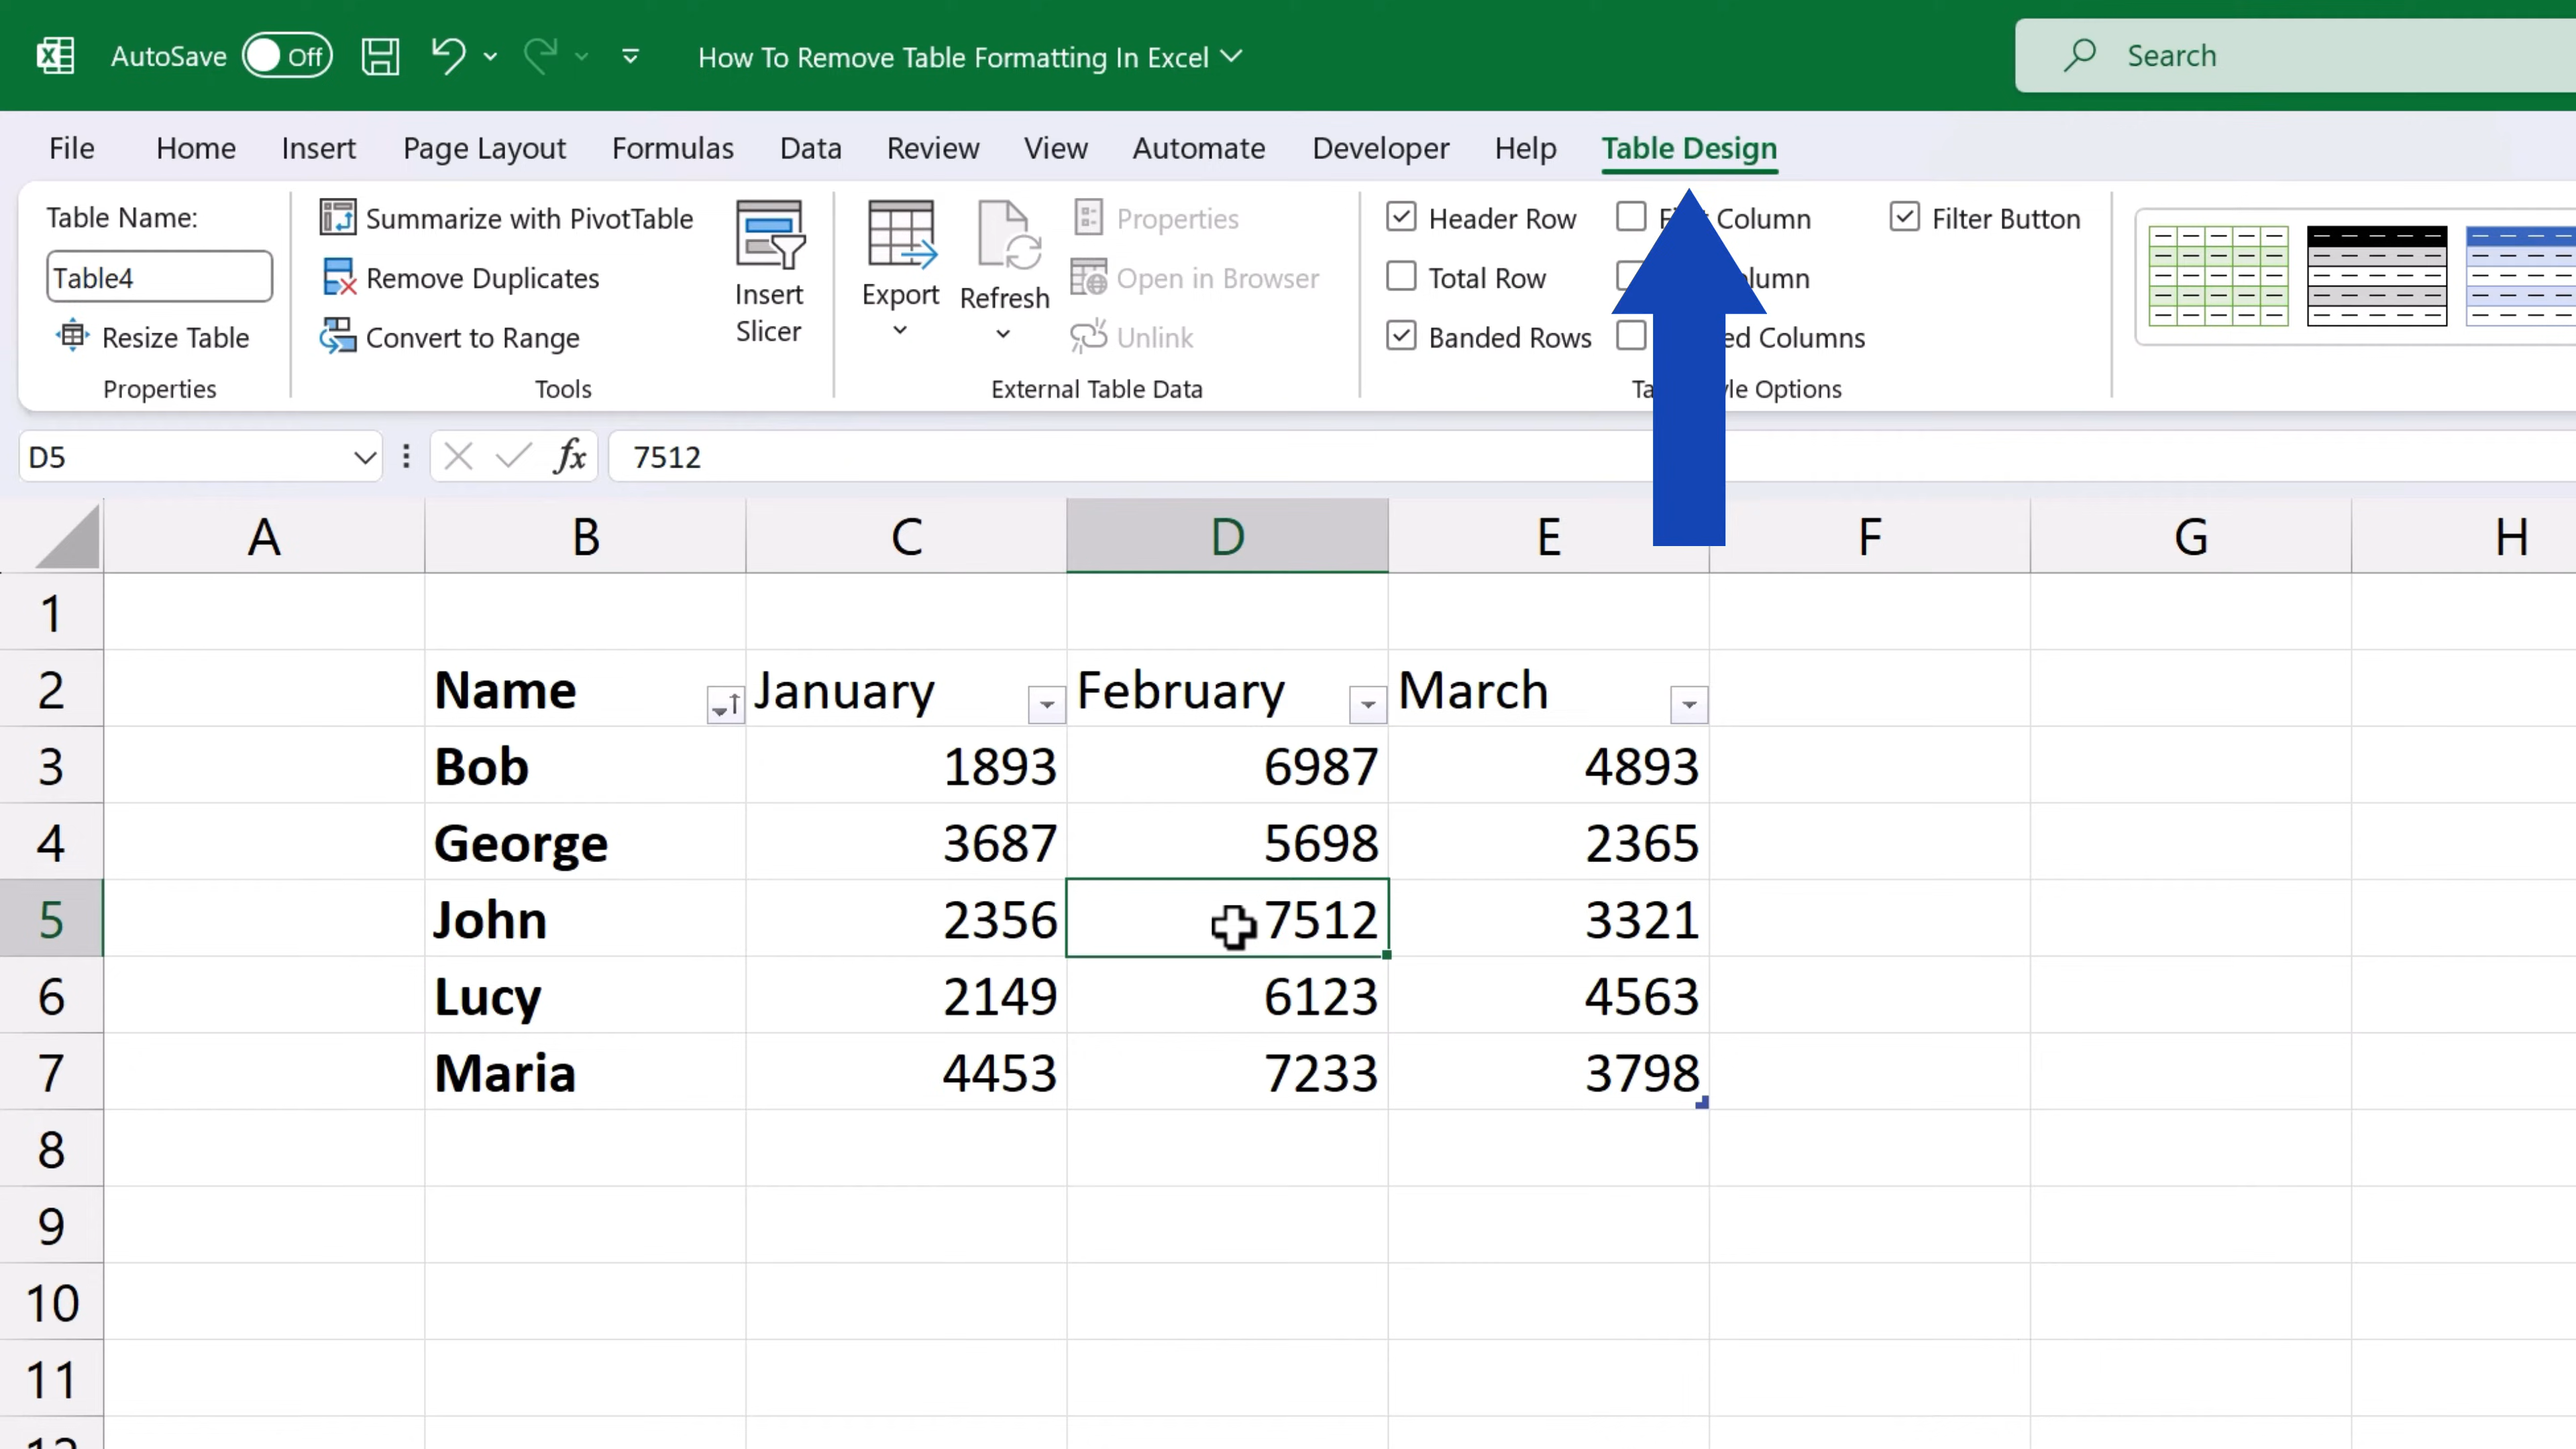 AutoSave Off How To Remove Table Formatting In Excel Search
File Home Insert Page Layout Formulas Data Review View Automate Developer Help Table Design
Table Name:
Table4
Resize Table
Properties
Summarize with PivotTable
Remove Duplicates
Convert to Range
Tools
Insert
Slicer
Export
Refresh
Properties
Open in Browser
Unlink
External Table Data
Header Row
Total Row
Banded Rows
Column
Filter Button
Options
D5 fx 7512
A B C D E F G H
1
2 Name January February March
3 Bob 1893 6987 4893
4 George 3687 5698 2365
5 John 2356 7512 3321
6 Lucy 2149 6123 4563
7 Maria 4453 7233 3798
8
9
10
11